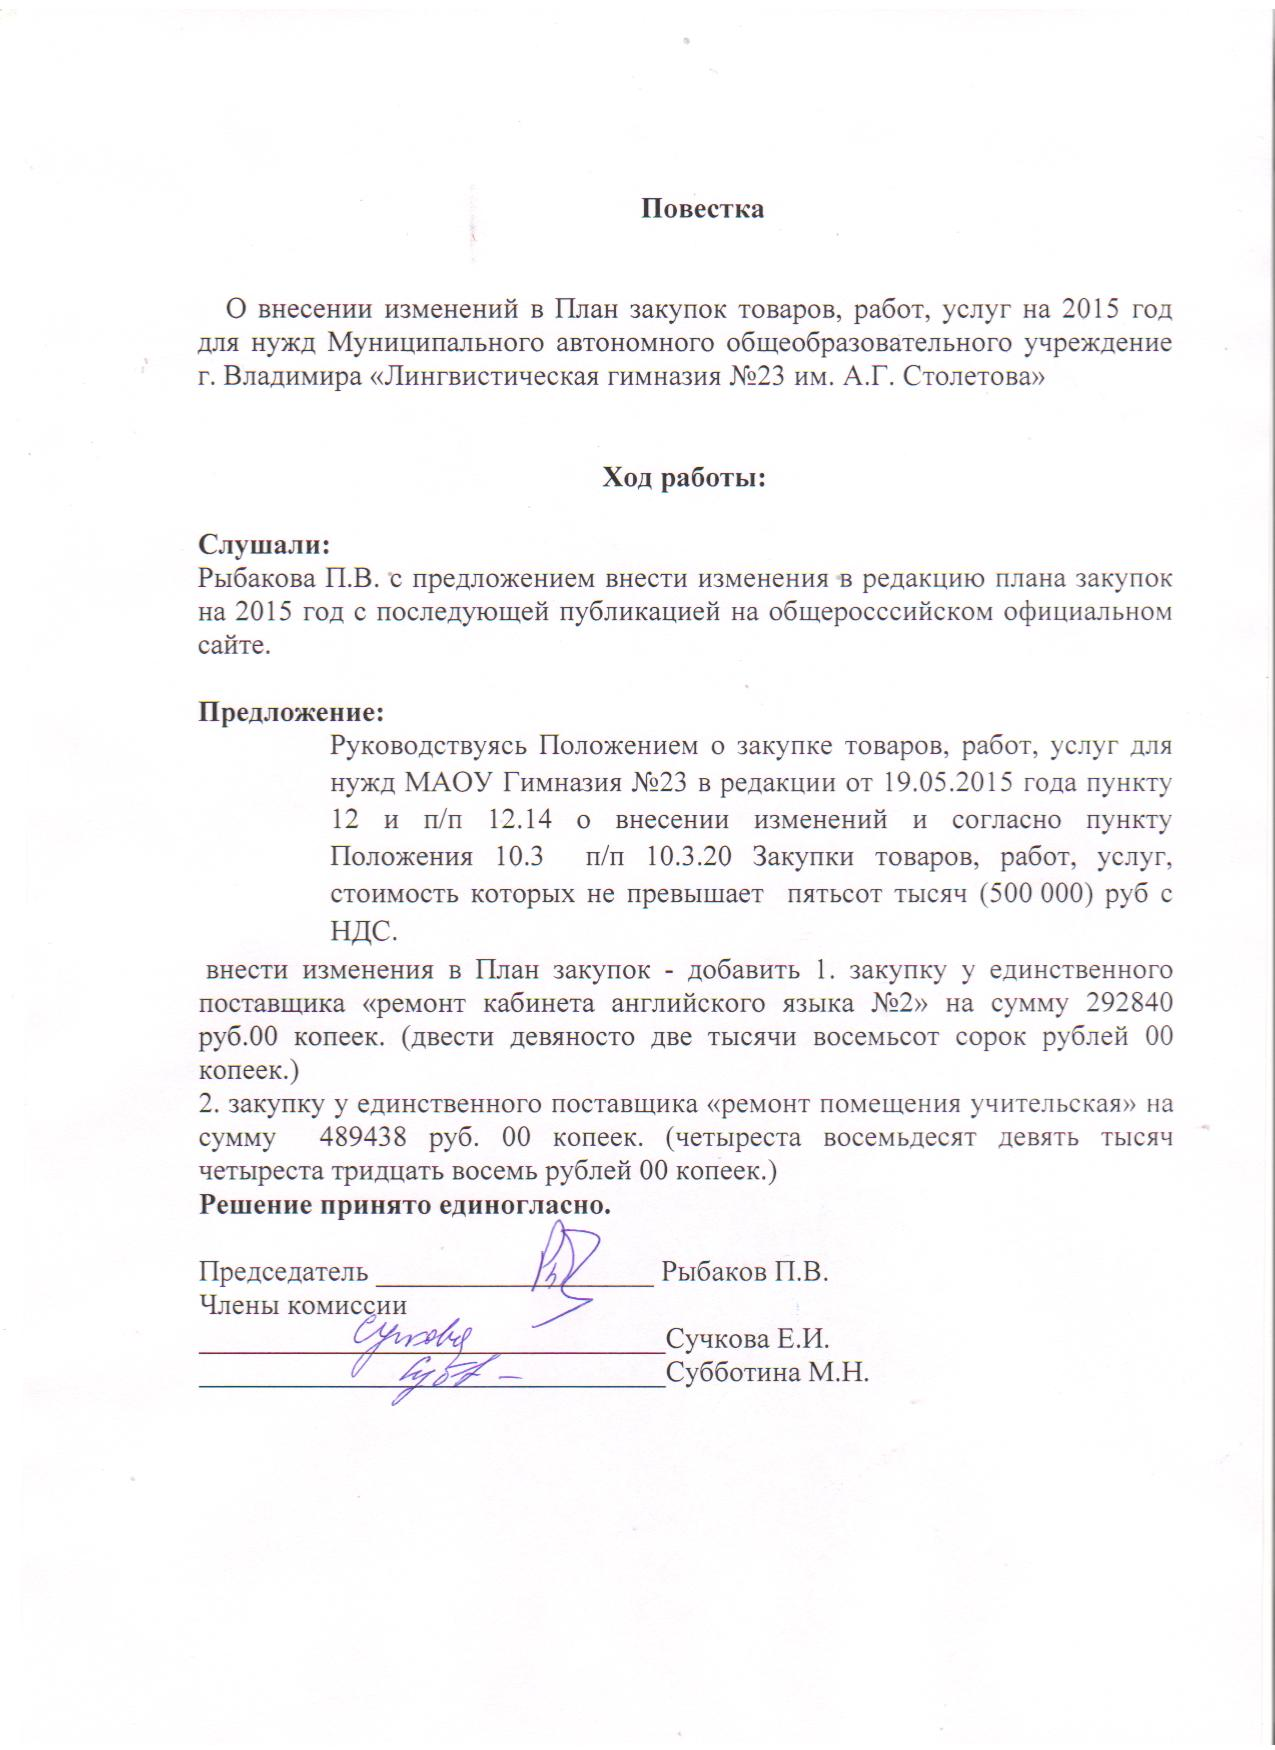 Повестка
О внесении изменений в План закупок товаров, работ, услуг на 2015 год
для нужд Муниципального автономного общеобразовательного учреждение
г. Владимира «Лингвистическая гимназия №23 им. А.Г. Столетова»
Ход работы:
Слушали:
Рыбакова П.В. с предложением внести изменения в редакцию плана закупок
на 2015 год с последующей публикацией на общеросссийском официальном
сайте.
Предложение:
Руководствуясь Положением о закупке товаров, работ, услуг для
нужд МАОУ Гимназия №23 в редакции от 19.05.2015 года пункту
12 и п/п 12.14 о внесении изменений и согласно пункту
Положения 10.3 п/п 10.3.20 Закупки товаров, работ, услуг,
стоимость которых не превышает пятьсот тысяч (500 000) руб с
НДС.
внести изменения в План закупок - добавить 1. закупку у единственного
поставщика «ремонт кабинета английского языка №2» на сумму 292840
руб.00 копеек. (двести девяносто две тысячи восемьсот сорок рублей 00
копеек.)
2. закупку у единственного поставщика «ремонт помещения учительская» на
сумму 489438 руб. 00 копеек. (четыреста восемьдесят девять тысяч
четыреста тридцать восемь рублей 00 копеек.)
Решение принято единогласно.
Председатель ____________________ Рыбаков П.В.
Члены комиссии
Сучкова Сучкова Е.И.
Субботина М.Н.